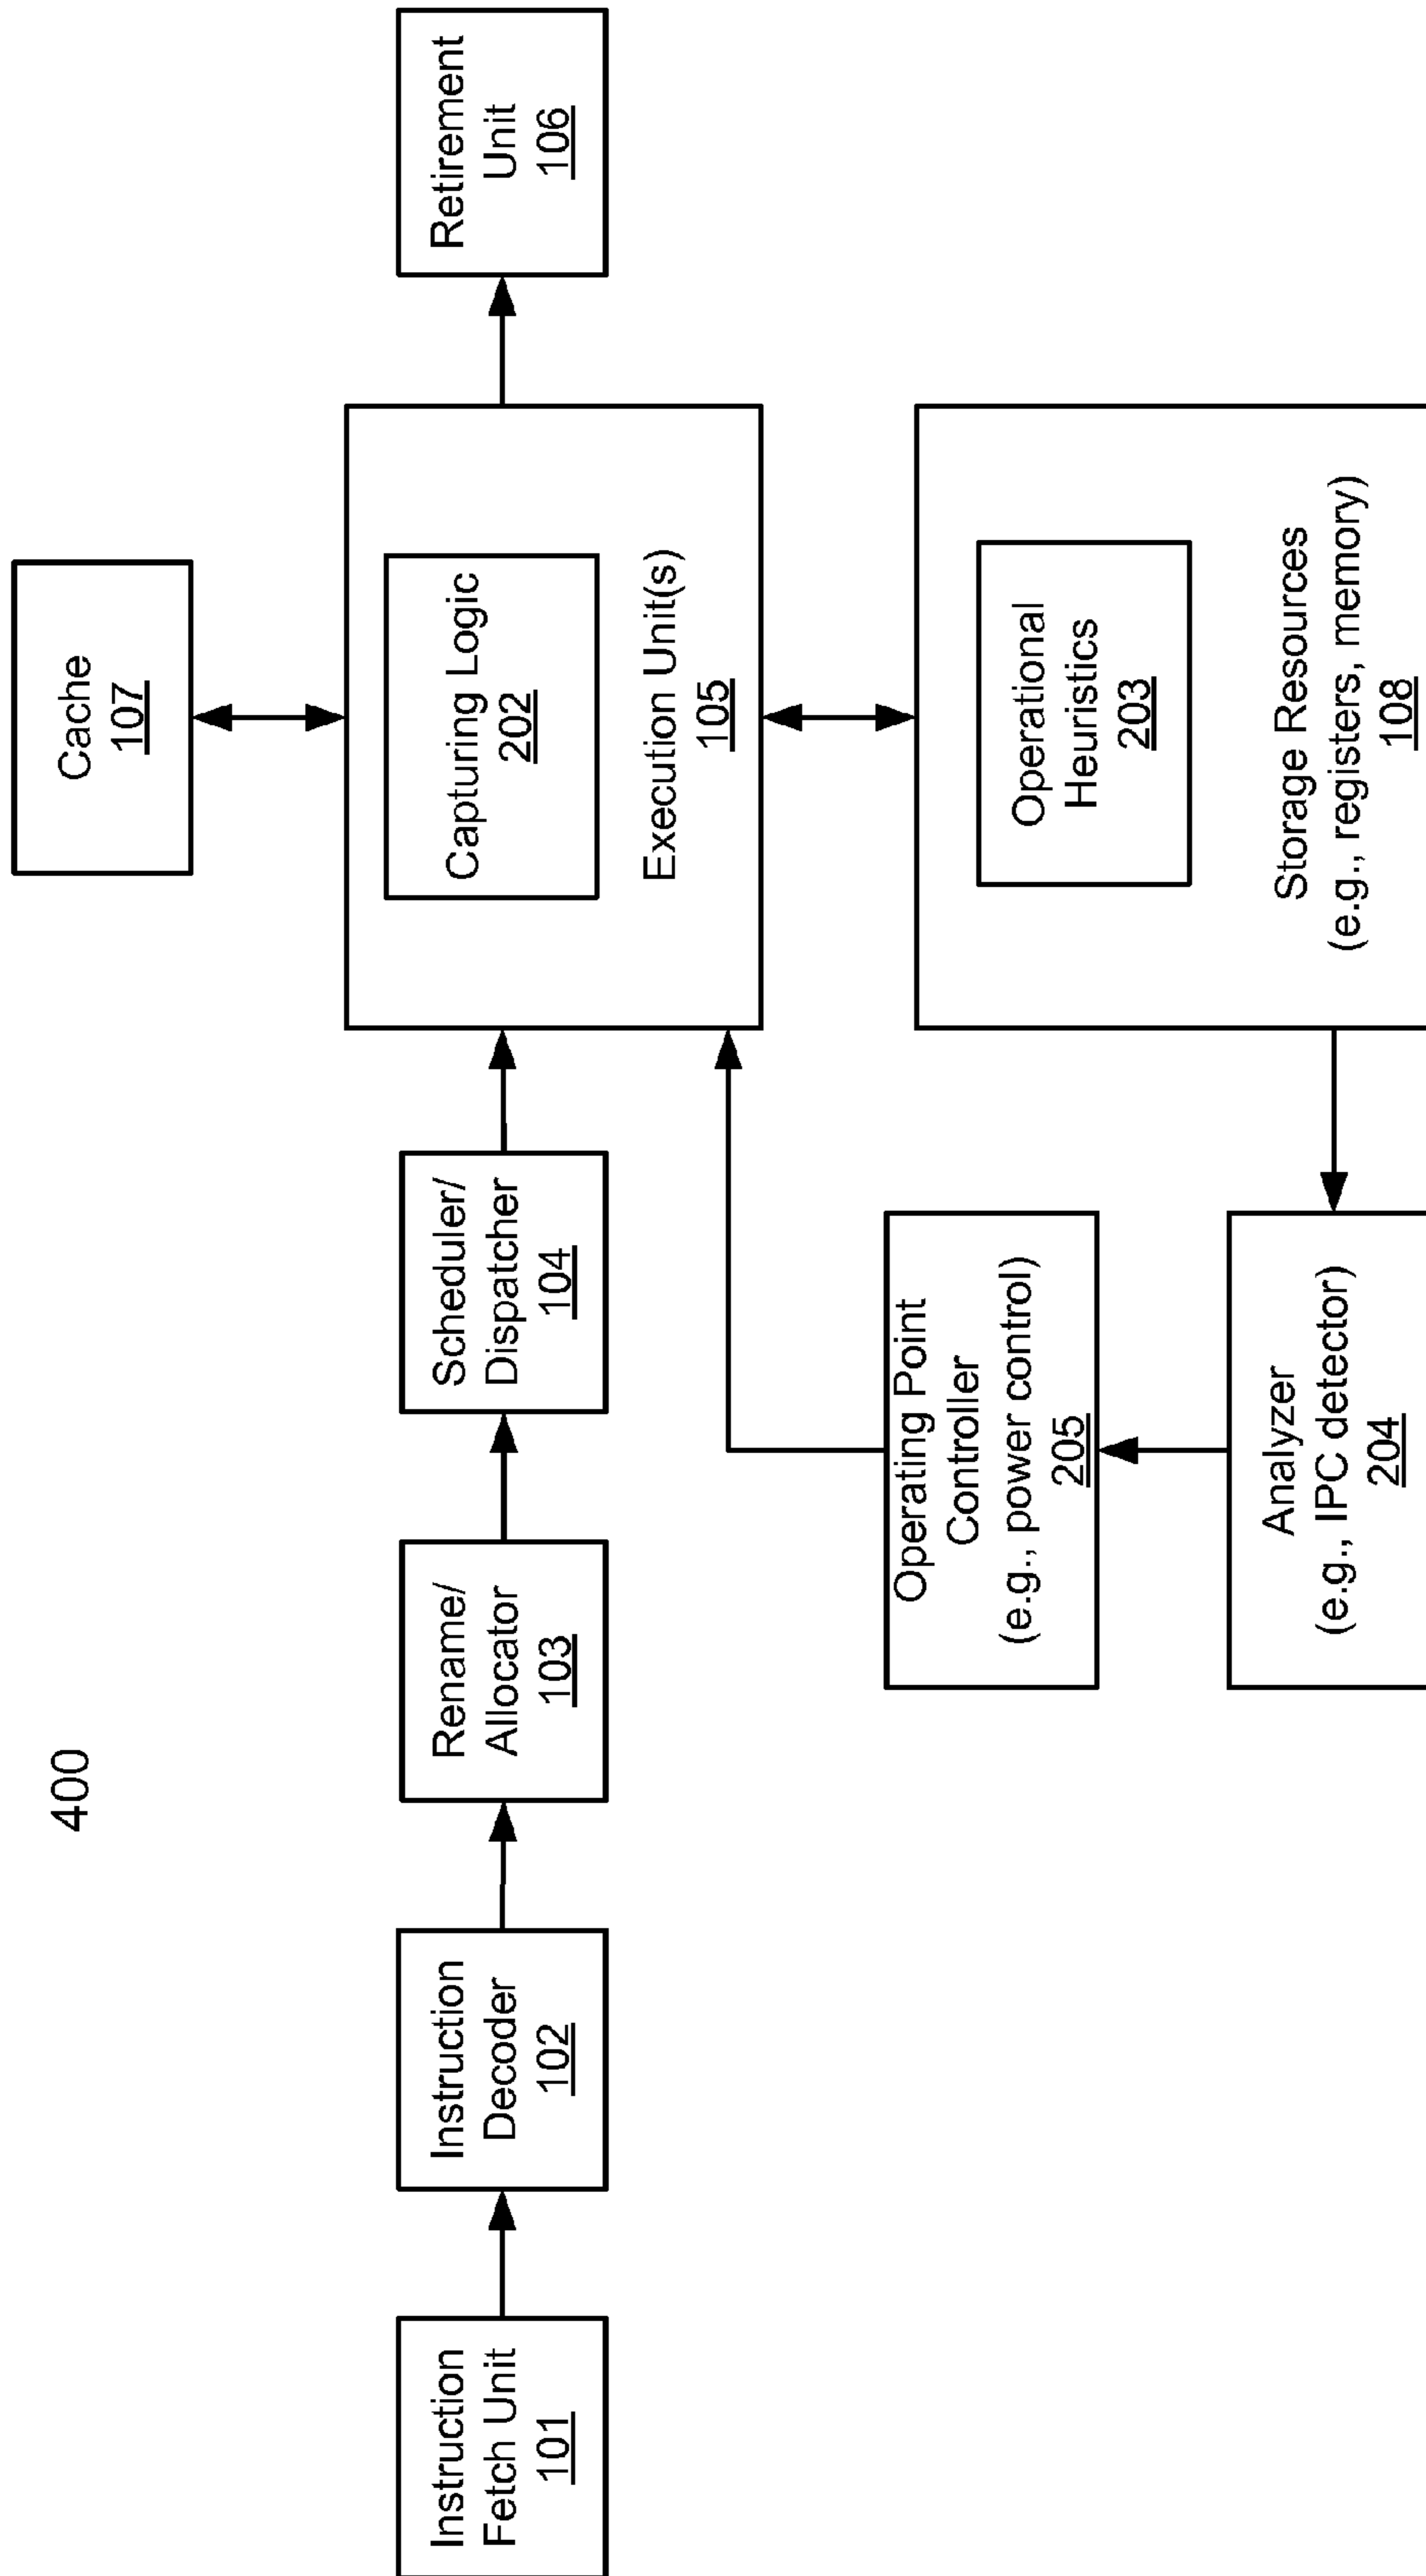 400
Cache
107
Instruction
Fetch Unit
101
Instruction
Decoder
102
Rename/
Allocator
103
Scheduler/
Dispatcher
104
Capturing Logic
202
Execution Unit(s)
105
Retirement
Unit
106
Operating Point
Controller
(e.g., power control)
205
Analyzer
(e.g., IPC detector)
204
Operational
Heuristics
203
Storage Resources
(e.g., registers, memory)
108